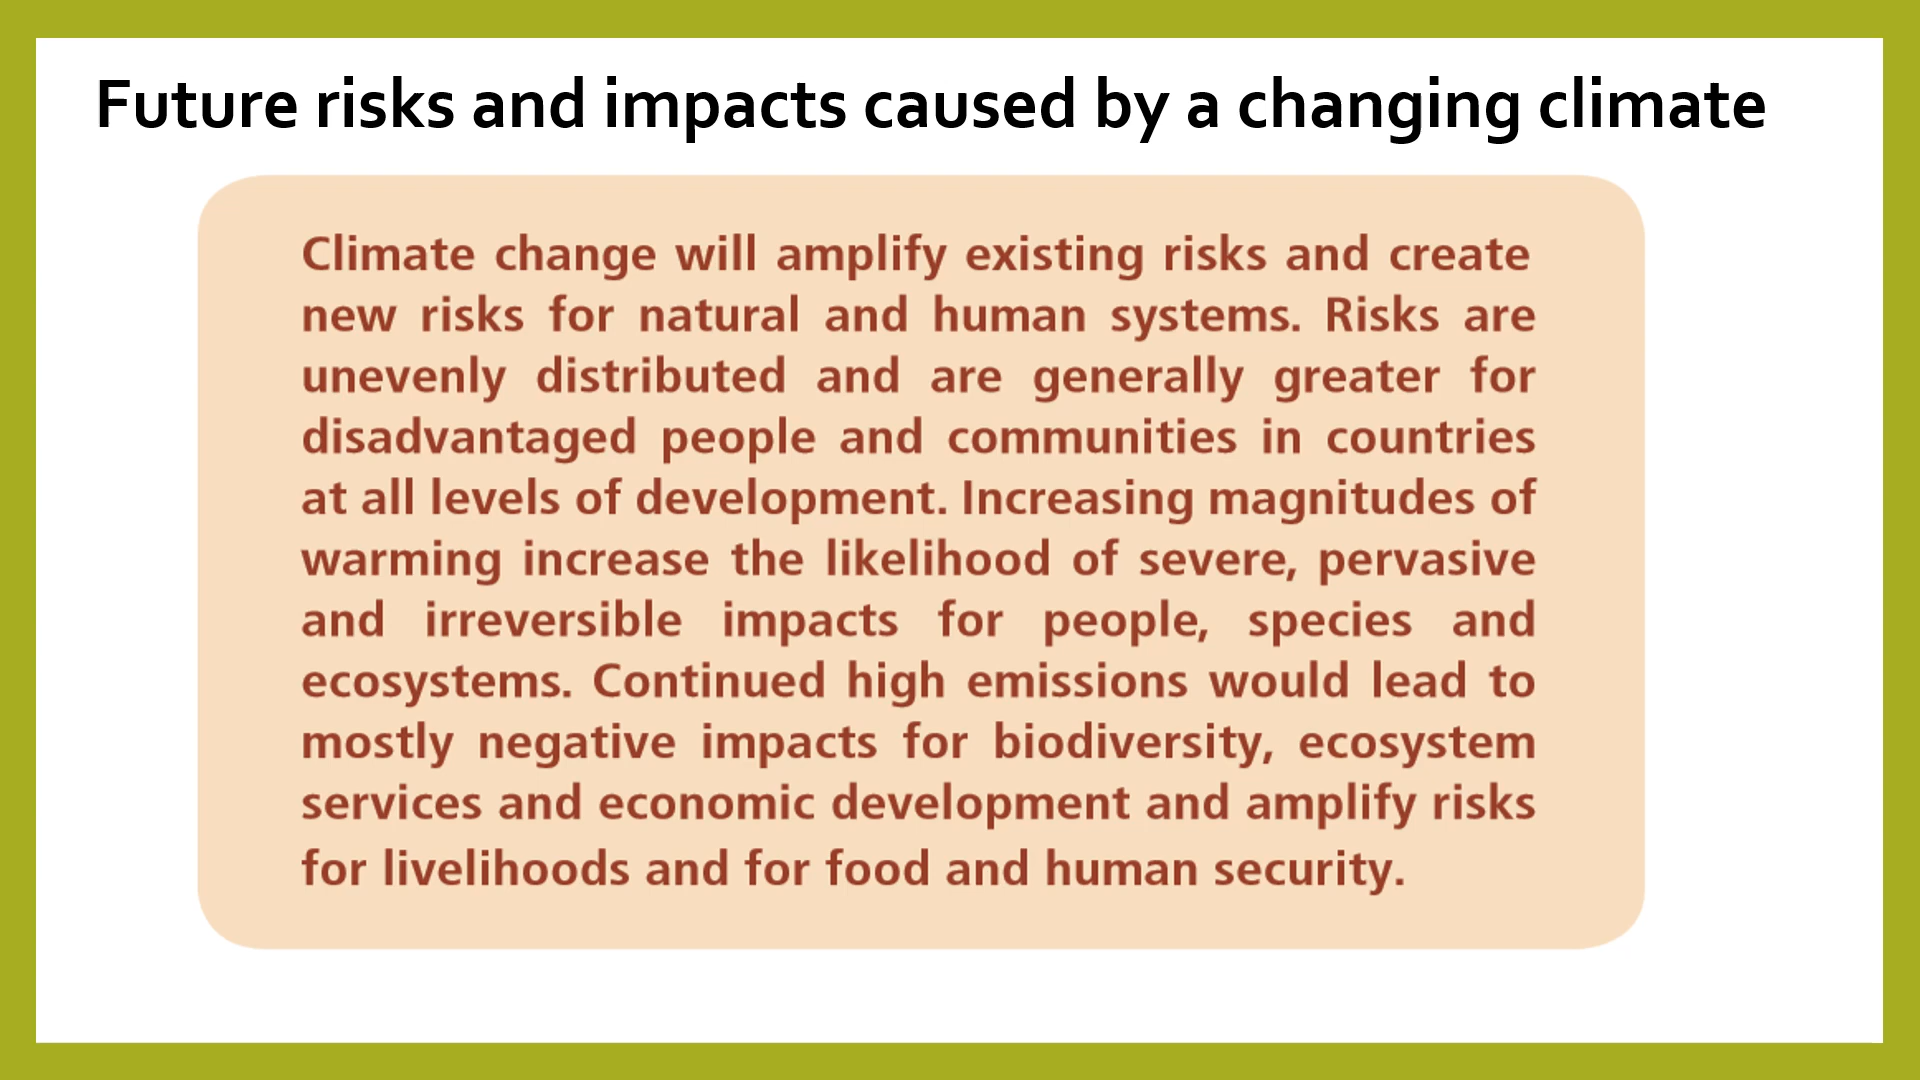 Future risks and impacts caused by a changing climate
Climate change will amplify existing risks and create
new risks for natural and human systems. Risks are
unevenly distributed and are generally greater for
disadvantaged people and communities in countries
at all levels of development. Increasing magnitudes of
warming increase the likelihood of severe, pervasive
and irreversible impacts for people, species and
ecosystems. Continued high emissions would lead to
mostly negative impacts for biodiversity, ecosystem
services and economic development and amplify risks
for livelihoods and for food and human security.